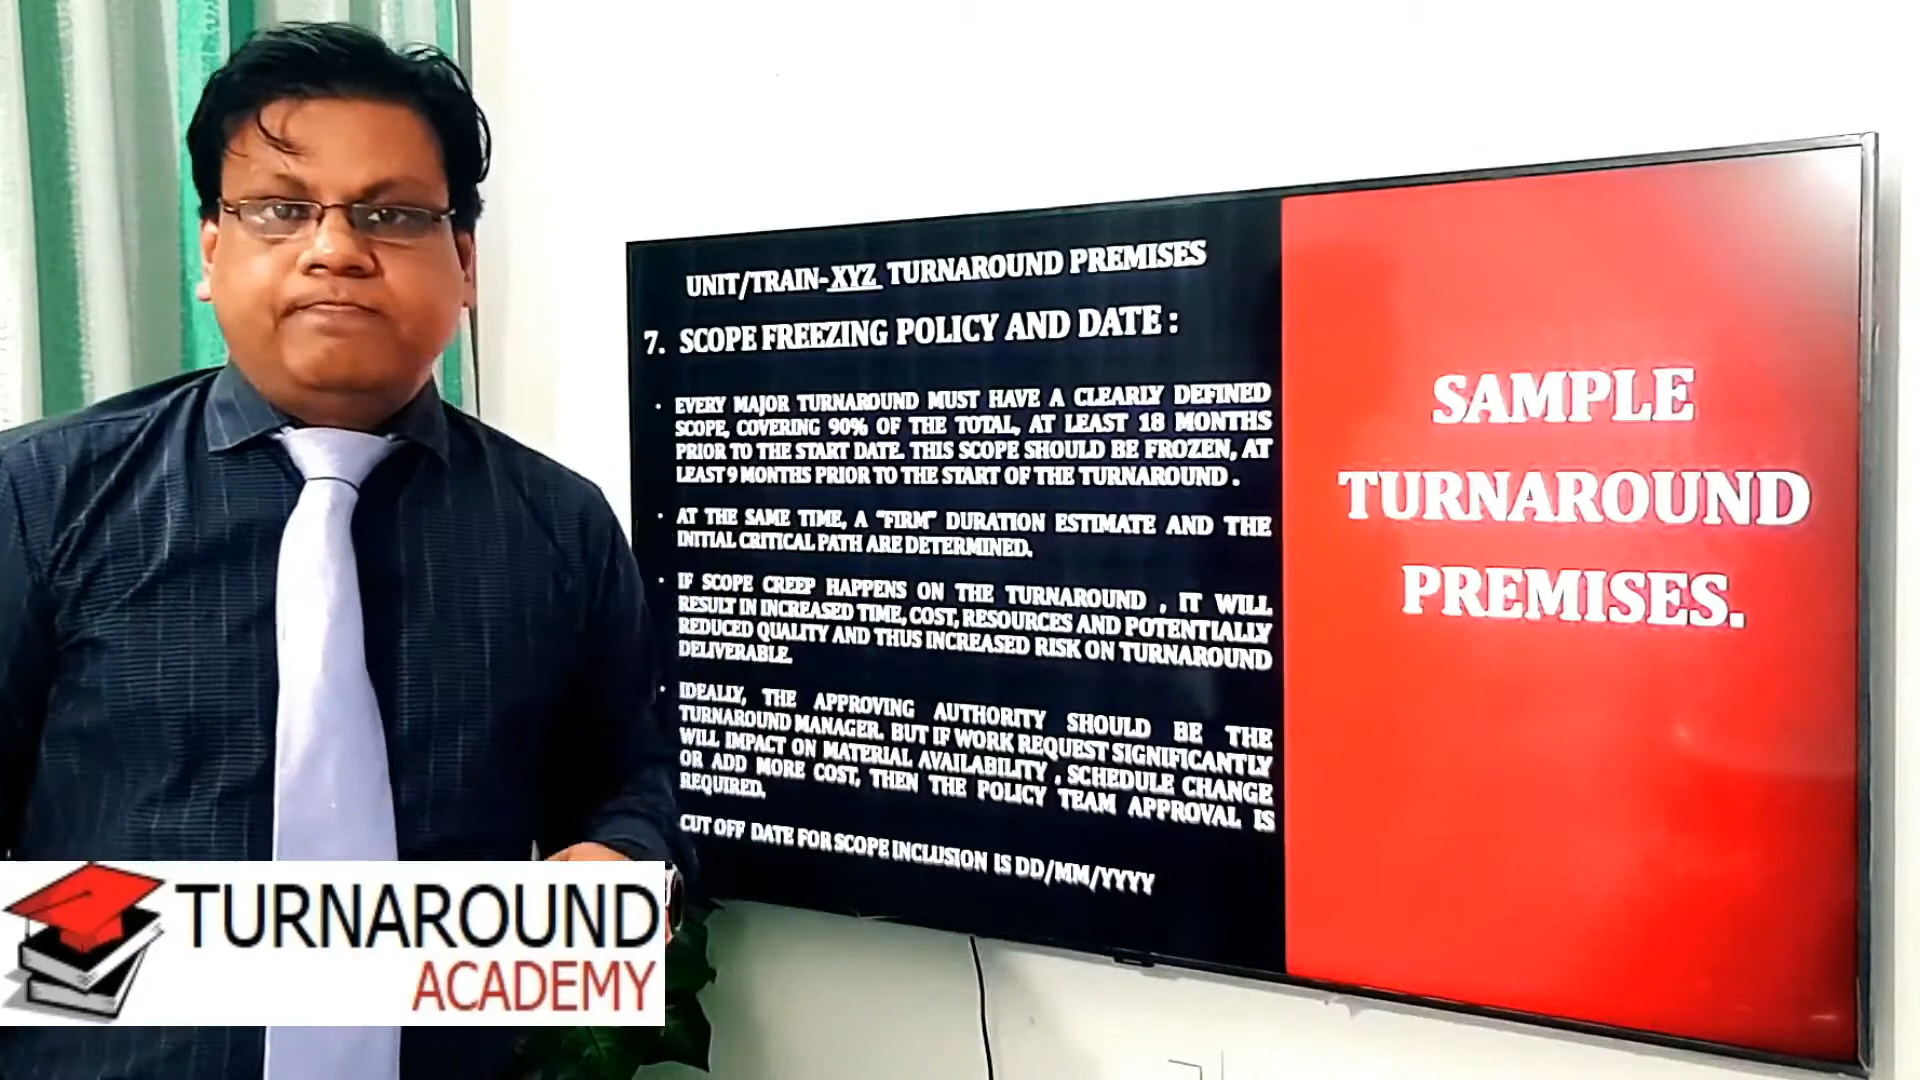 UNIT/TRAIN-XYZ TURNAROUND PREMISES
7. SCOPE FREEZING POLICY AND DATE :
• EVERY MAJOR TURNAROUND MUST HAVE A CLEARLY DEFINED
SCOPE, COVERING 90% OF THE TOTAL, AT LEAST 18 MONTHS
PRIOR TO THE START DATE. THIS SCOPE SHOULD BE FROZEN, AT
LEAST 9 MONTHS PRIOR TO THE START OF THE TURNAROUND .
• AT THE SAME TIME, A “FIRM” DURATION ESTIMATE AND THE
INITIAL CRITICAL PATH ARE DETERMINED.
• IF SCOPE CREEP HAPPENS ON THE TURNAROUND , IT WILL
RESULT IN INCREASED TIME, COST, RESOURCES AND POTENTIALLY
REDUCED QUALITY AND THUS INCREASED RISK ON TURNAROUND
DELIVERABLE.
• IDEALLY, THE APPROVING AUTHORITY SHOULD BE THE
TURNAROUND MANAGER. BUT IF WORK REQUEST SIGNIFICANTLY
WILL IMPACT ON MATERIAL AVAILABILITY , SCHEDULE CHANGE
OR ADD MORE COST, THEN THE POLICY TEAM APPROVAL IS
REQUIRED.
CUT OFF DATE FOR SCOPE INCLUSION IS DD/MM/YYYY
SAMPLE
TURNAROUND
PREMISES.
TURNAROUND
ACADEMY